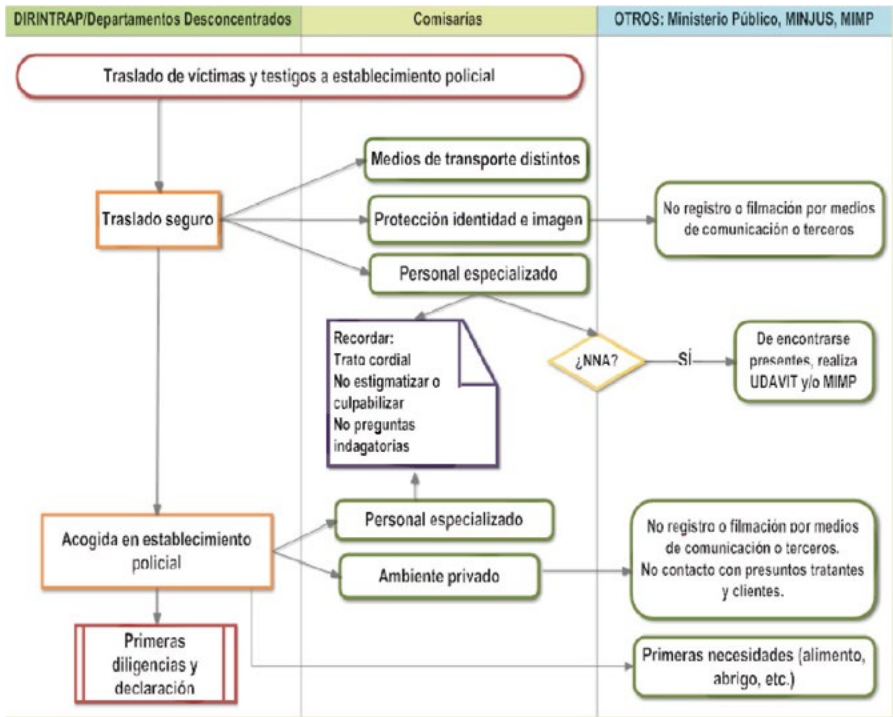 DIRINTRAP/Departamentos Desconcentrados
Comisarías
OTROS: Ministerio Público, MINJUS, MIMP
Traslado de víctimas y testigos a establecimiento policial
Medios de transporte distintos
Traslado seguro
Protección identidad e imagen
No registro o filmación por medios
de comunicación o terceros
Personal especializado
Recordar:
Trato cordial
No estigmatizar o
culpabilizar
No preguntas
indagatorias
¿NNA?
SÍ
De encontrarse
presentes, realiza
UDAVIT y/o MIMP
Acogida en establecimiento
policial
Personal especializado
Ambiente privado
No registro o filmación por medios
de comunicación o terceros.
No contacto con presuntos tratantes
y clientes.
Primeras
diligencias y
declaración
Primeras necesidades (alimento,
abrigo, etc.)